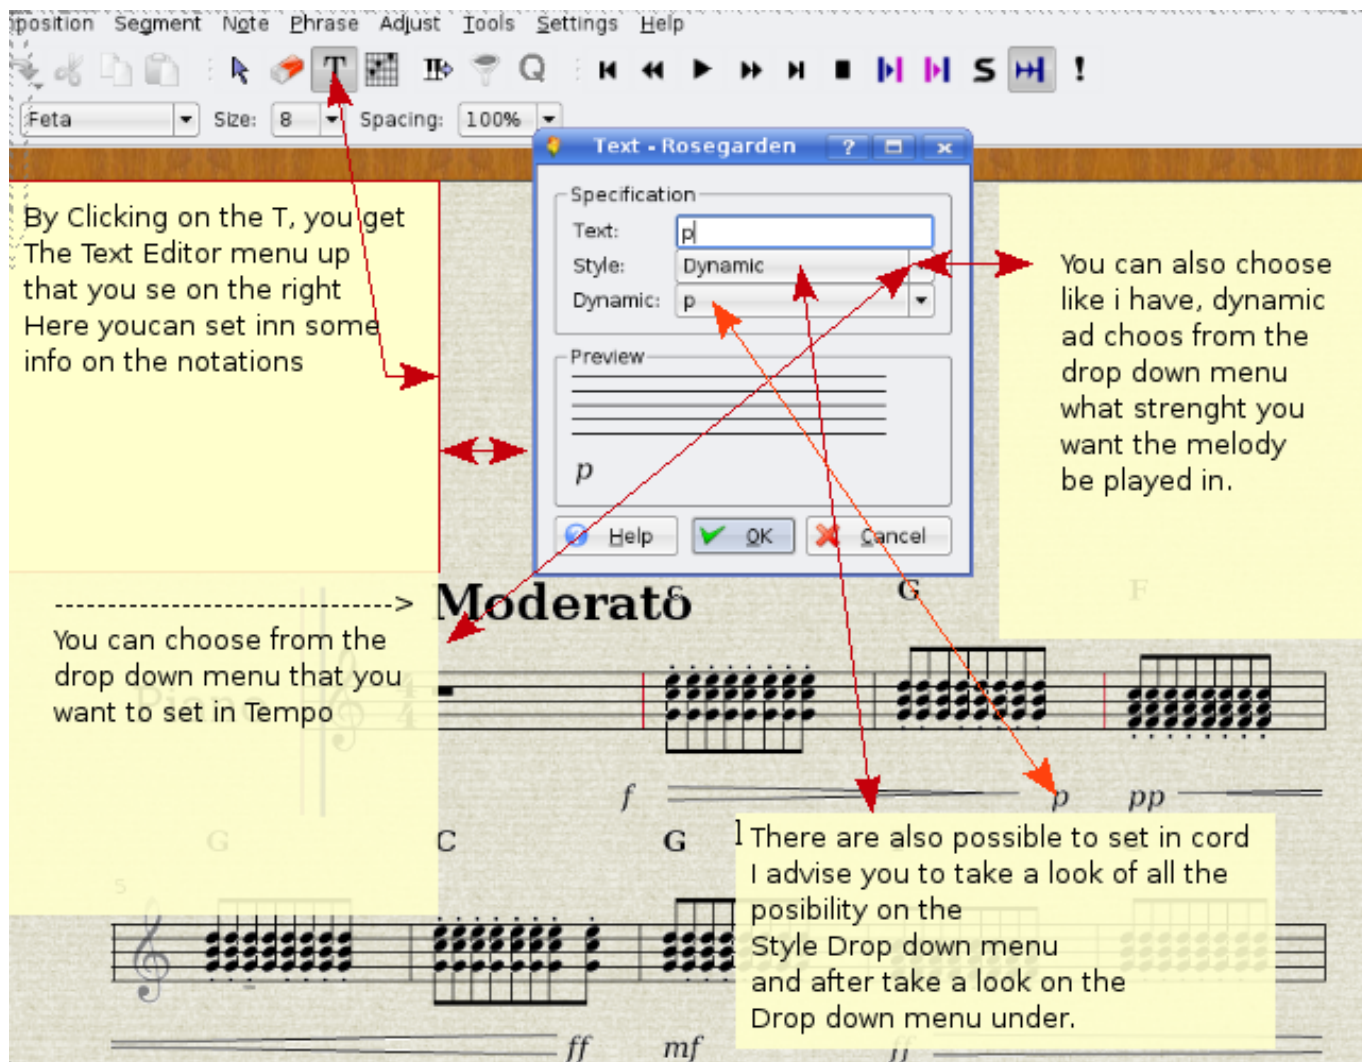 position Segment Note Phrase Adjust Tools Settings Help
Feta Size: 8 Spacing: 100%
Text - Rosegarden
Specification
Text: p
Style: Dynamic
Dynamic: p
Preview
p
Help OK Cancel
By Clicking on the T, you get
The Text Editor menu up
that you se on the right
Here youcan set inn some
info on the notations
You can also choose
like i have, dynamic
ad choos from the
drop down menu
what strenght you
want the melody
be played in.
------------------------------>
You can choose from the
drop down menu that you
want to set in Tempo
Moderato
G F
Piano
f p pp
G C G
5
There are also possible to set in cord
I advise you to take a look of all the
posibility on the
Style Drop down menu
and after take a look on the
Drop down menu under.
ff mf ff